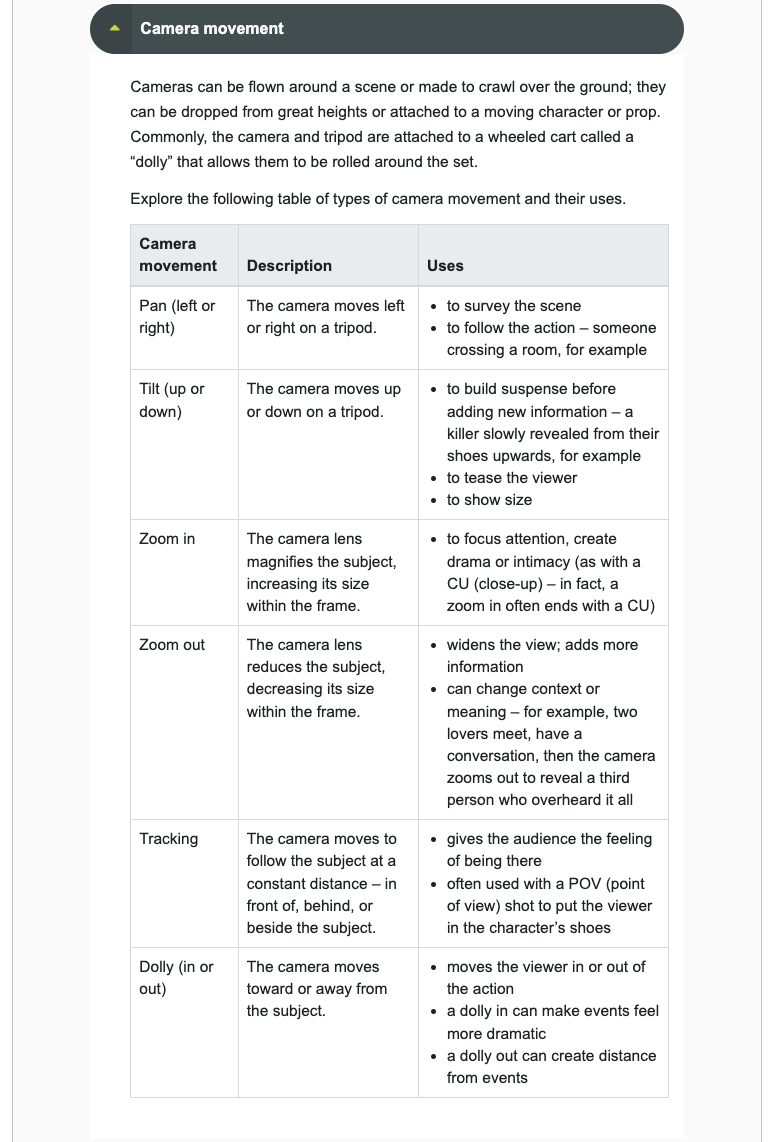 Camera movement
Cameras can be flown around a scene or made to crawl over the ground; they
can be dropped from great heights or attached to a moving character or prop.
Commonly, the camera and tripod are attached to a wheeled cart called a
“dolly” that allows them to be rolled around the set.
Explore the following table of types of camera movement and their uses.
Camera
movement
Description
Uses
Pan (left or
right)
The camera moves left
or right on a tripod.
• to survey the scene
• to follow the action – someone
crossing a room, for example
Tilt (up or
down)
The camera moves up
or down on a tripod.
• to build suspense before
adding new information – a
killer slowly revealed from their
shoes upwards, for example
• to tease the viewer
• to show size
Zoom in
The camera lens
magnifies the subject,
increasing its size
within the frame.
• to focus attention, create
drama or intimacy (as with a
CU (close-up) – in fact, a
zoom in often ends with a CU)
Zoom out
The camera lens
reduces the subject,
decreasing its size
within the frame.
• widens the view; adds more
information
• can change context or
meaning – for example, two
lovers meet, have a
conversation, then the camera
zooms out to reveal a third
person who overheard it all
Tracking
The camera moves to
follow the subject at a
constant distance – in
front of, behind, or
beside the subject.
• gives the audience the feeling
of being there
• often used with a POV (point
of view) shot to put the viewer
in the character’s shoes
Dolly (in or
out)
The camera moves
toward or away from
the subject.
• moves the viewer in or out of
the action
• a dolly in can make events feel
more dramatic
• a dolly out can create distance
from events